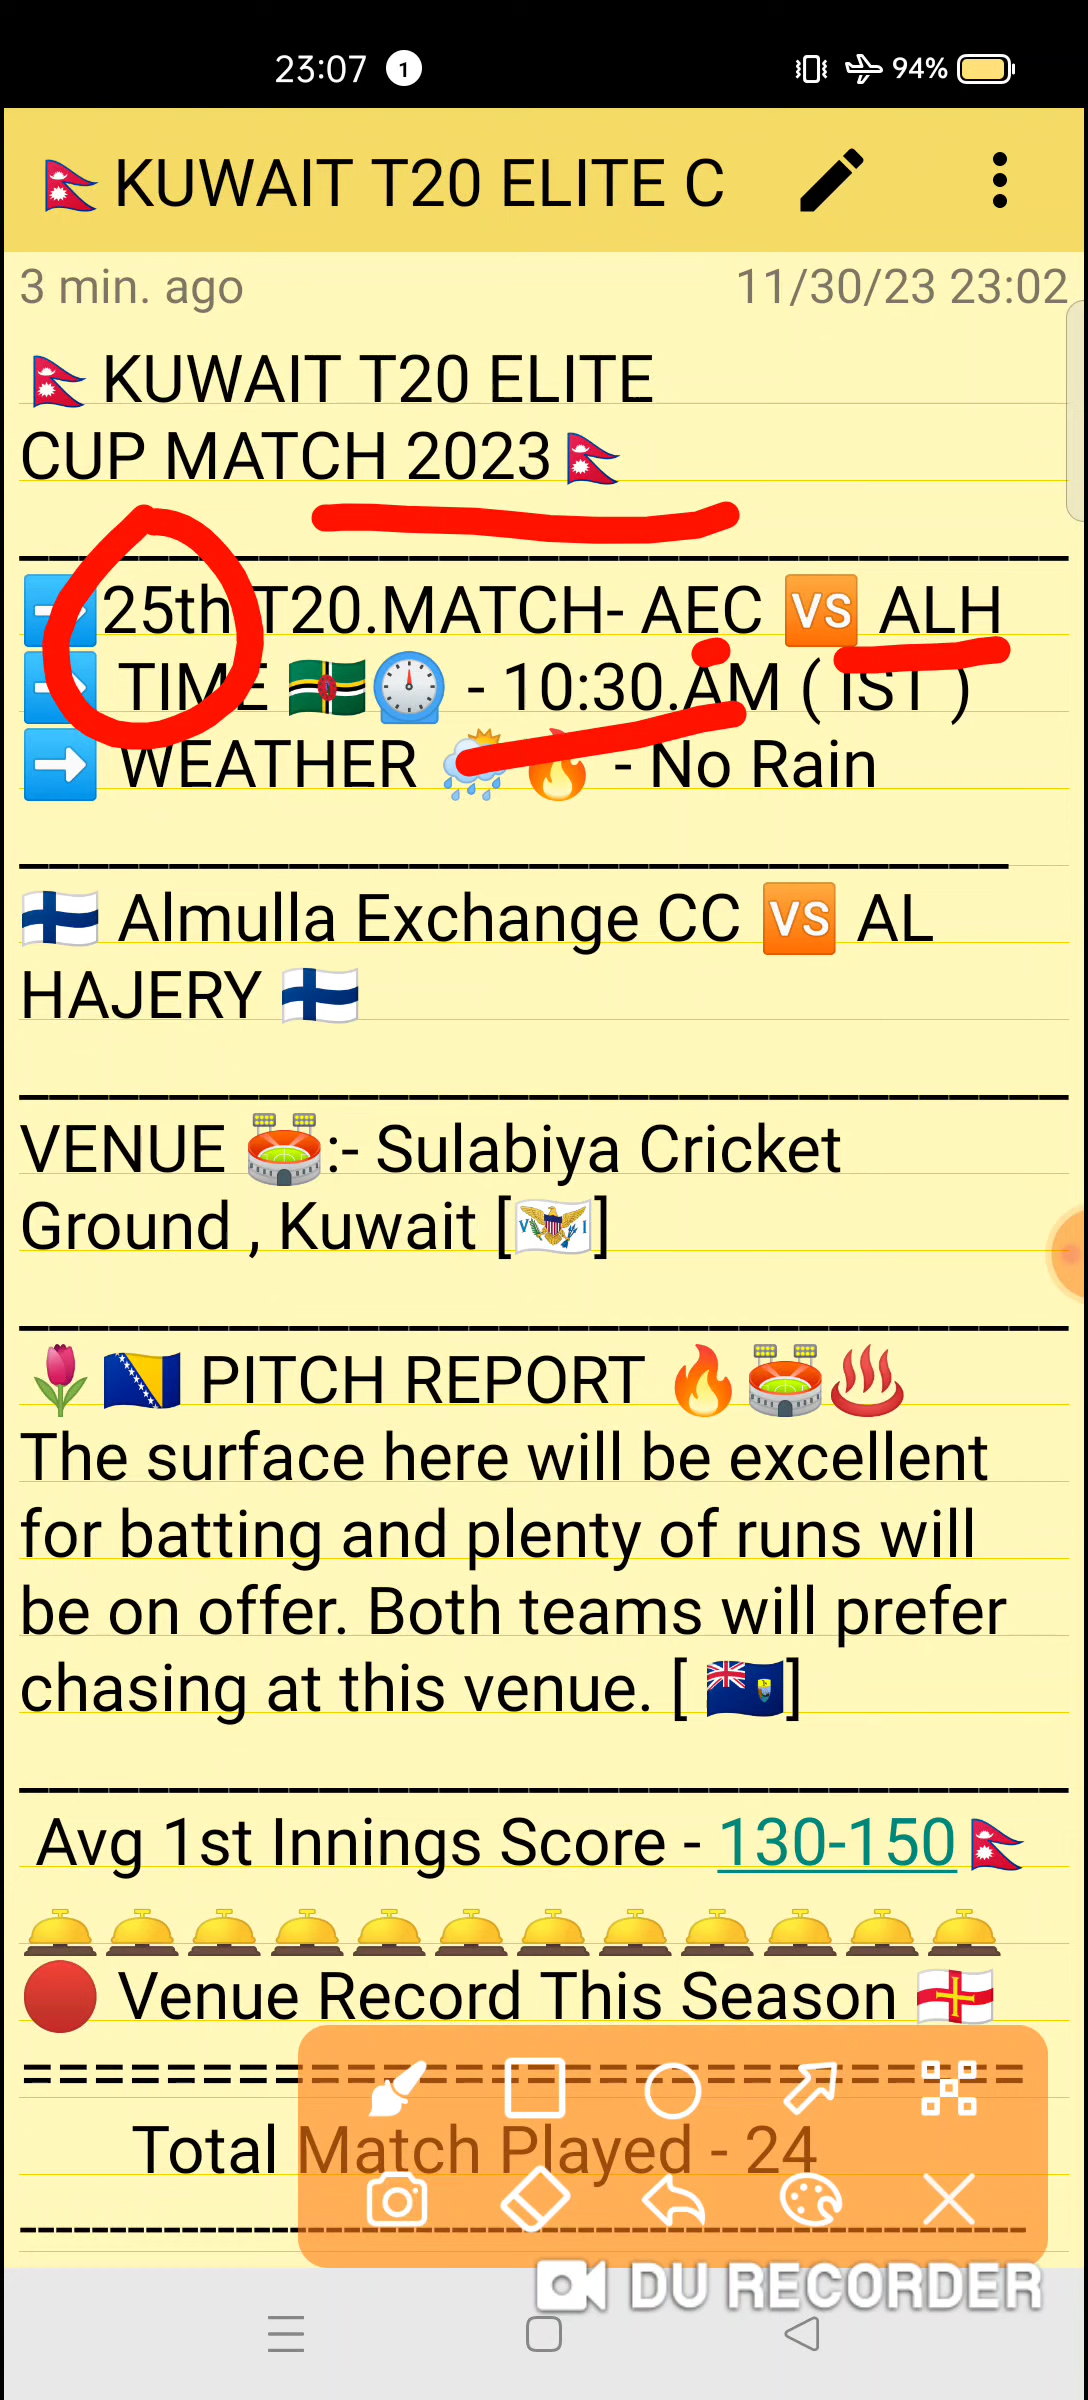 23:07 1 94%
KUWAIT T20 ELITE C
3 min. ago 11/30/23 23:02
KUWAIT T20 ELITE
CUP MATCH 2023
25th T20.MATCH- AEC VS ALH
TIME - 10:30.AM ( IST )
WEATHER - No Rain
Almulla Exchange CC VS AL
HAJERY
VENUE :- Sulabiya Cricket
Ground , Kuwait [ ]
PITCH REPORT
The surface here will be excellent
for batting and plenty of runs will
be on offer. Both teams will prefer
chasing at this venue. [ ]
Avg 1st Innings Score - 130-150
Venue Record This Season
============================
Total Match Played - 24
DU RECORDER